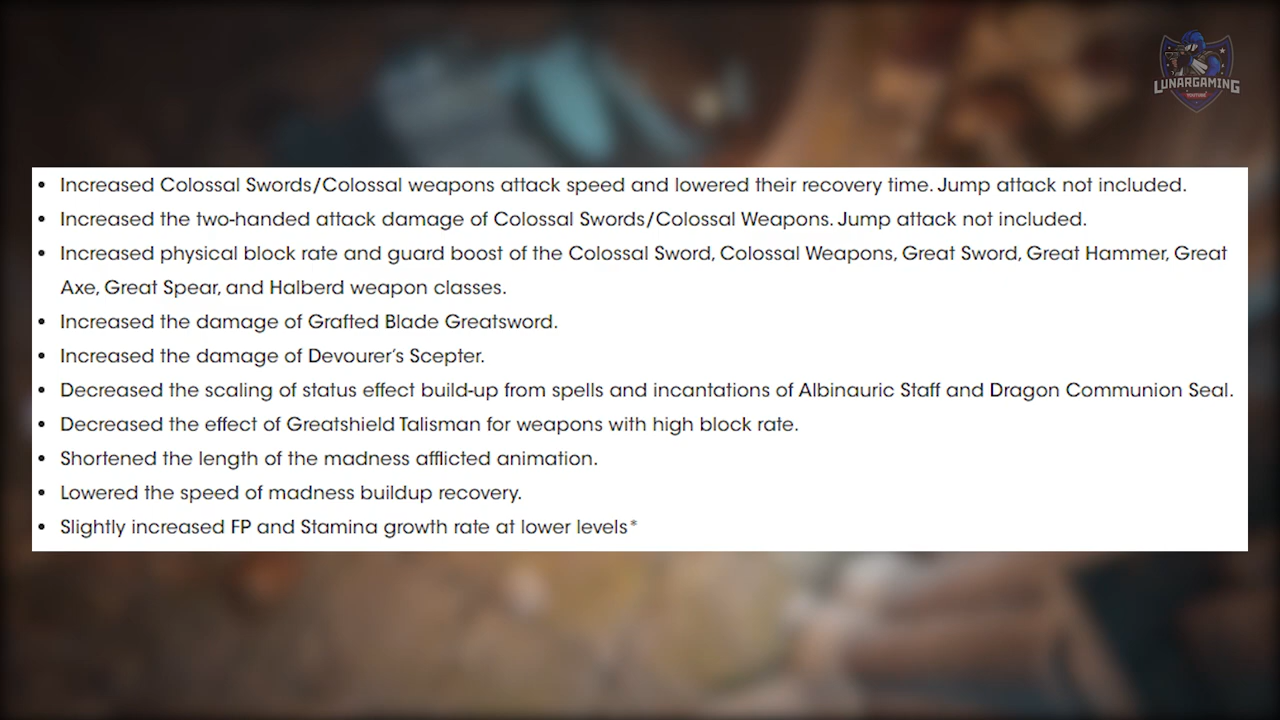 LUNARGAMING
YOUTUBE
• Increased Colossal Swords/Colossal weapons attack speed and lowered their recovery time. Jump attack not included.
• Increased the two-handed attack damage of Colossal Swords/Colossal Weapons. Jump attack not included.
• Increased physical block rate and guard boost of the Colossal Sword, Colossal Weapons, Great Sword, Great Hammer, Great
Axe, Great Spear, and Halberd weapon classes.
• Increased the damage of Grafted Blade Greatsword.
• Increased the damage of Devourer’s Scepter.
• Decreased the scaling of status effect build-up from spells and incantations of Albinauric Staff and Dragon Communion Seal.
• Decreased the effect of Greatshield Talisman for weapons with high block rate.
• Shortened the length of the madness afflicted animation.
• Lowered the speed of madness buildup recovery.
• Slightly increased FP and Stamina growth rate at lower levels*